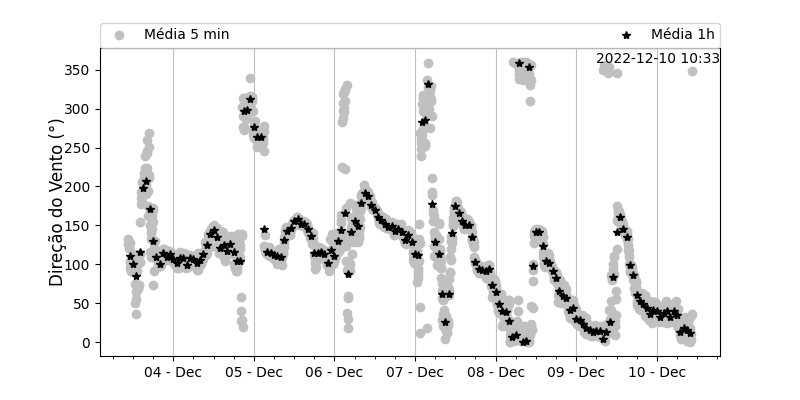 Média 5 min
Média 1h
2022-12-10 10:33
Direção do Vento (°)
350
300
250
200
150
100
50
0
04 - Dec
05 - Dec
06 - Dec
07 - Dec
08 - Dec
09 - Dec
10 - Dec